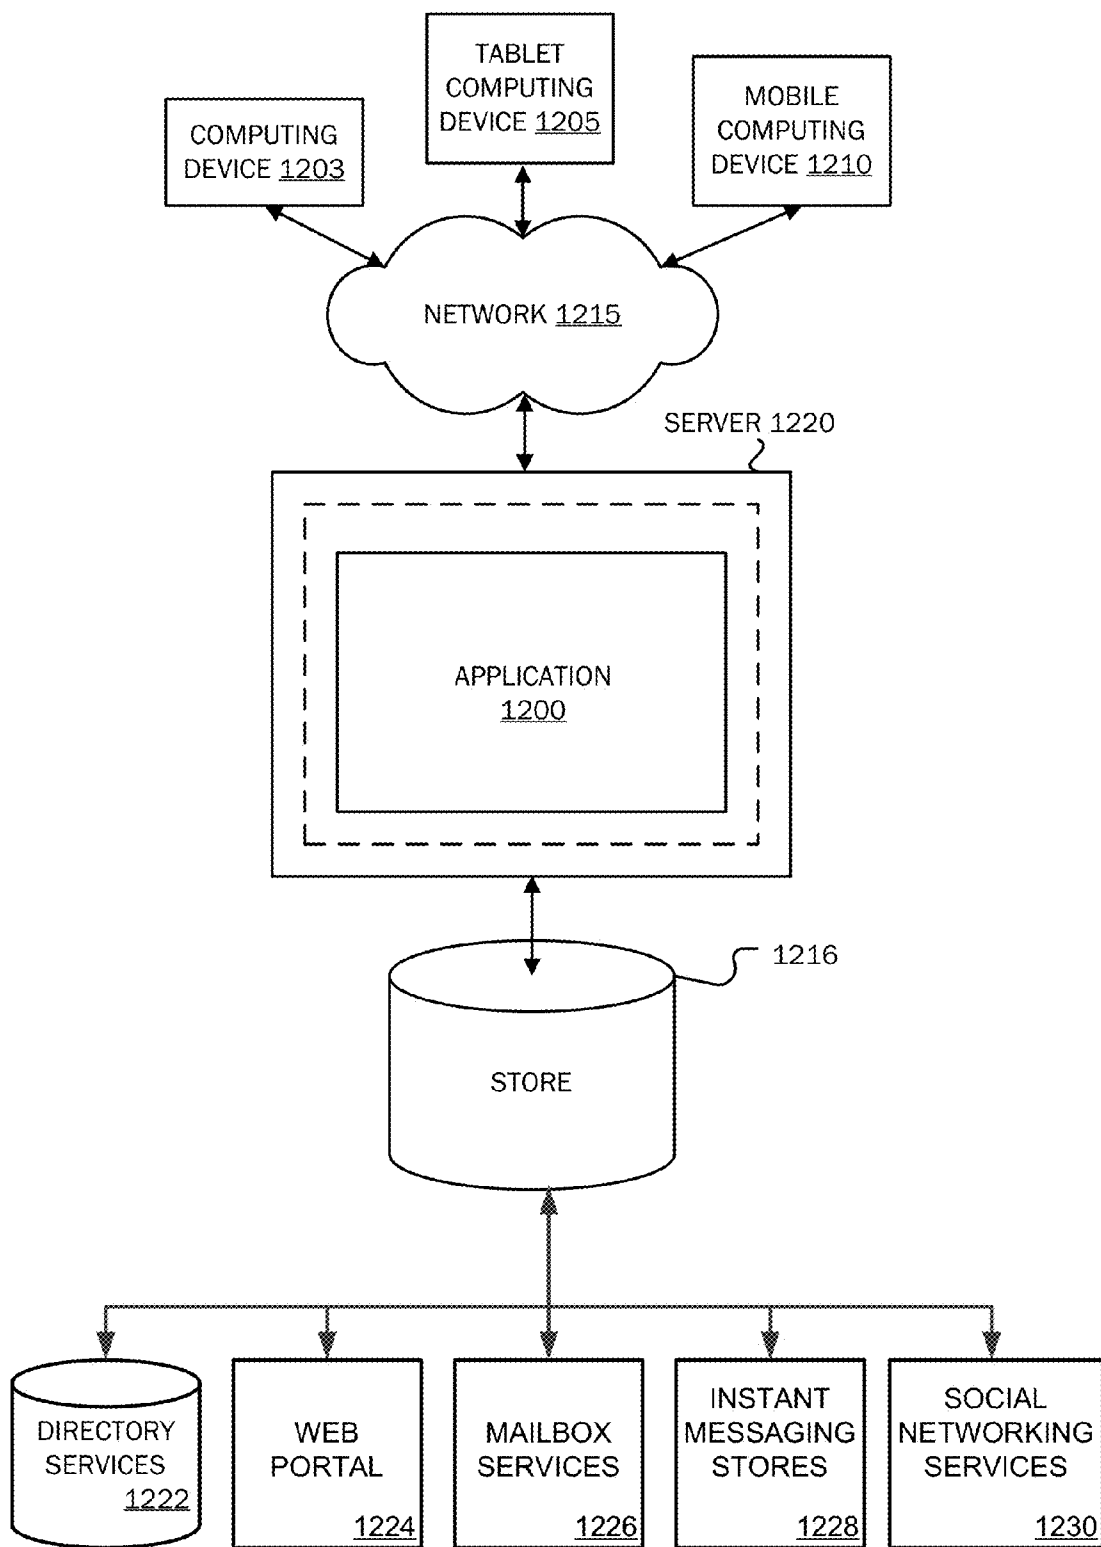 TABLET
COMPUTING
DEVICE 1205
MOBILE
COMPUTING
DEVICE 1210
COMPUTING
DEVICE 1203
NETWORK 1215
SERVER 1220
APPLICATION
1200
1216
STORE
DIRECTORY
SERVICES
1222
WEB
PORTAL
1224
MAILBOX
SERVICES
1226
INSTANT
MESSAGING
STORES
1228
SOCIAL
NETWORKING
SERVICES
1230